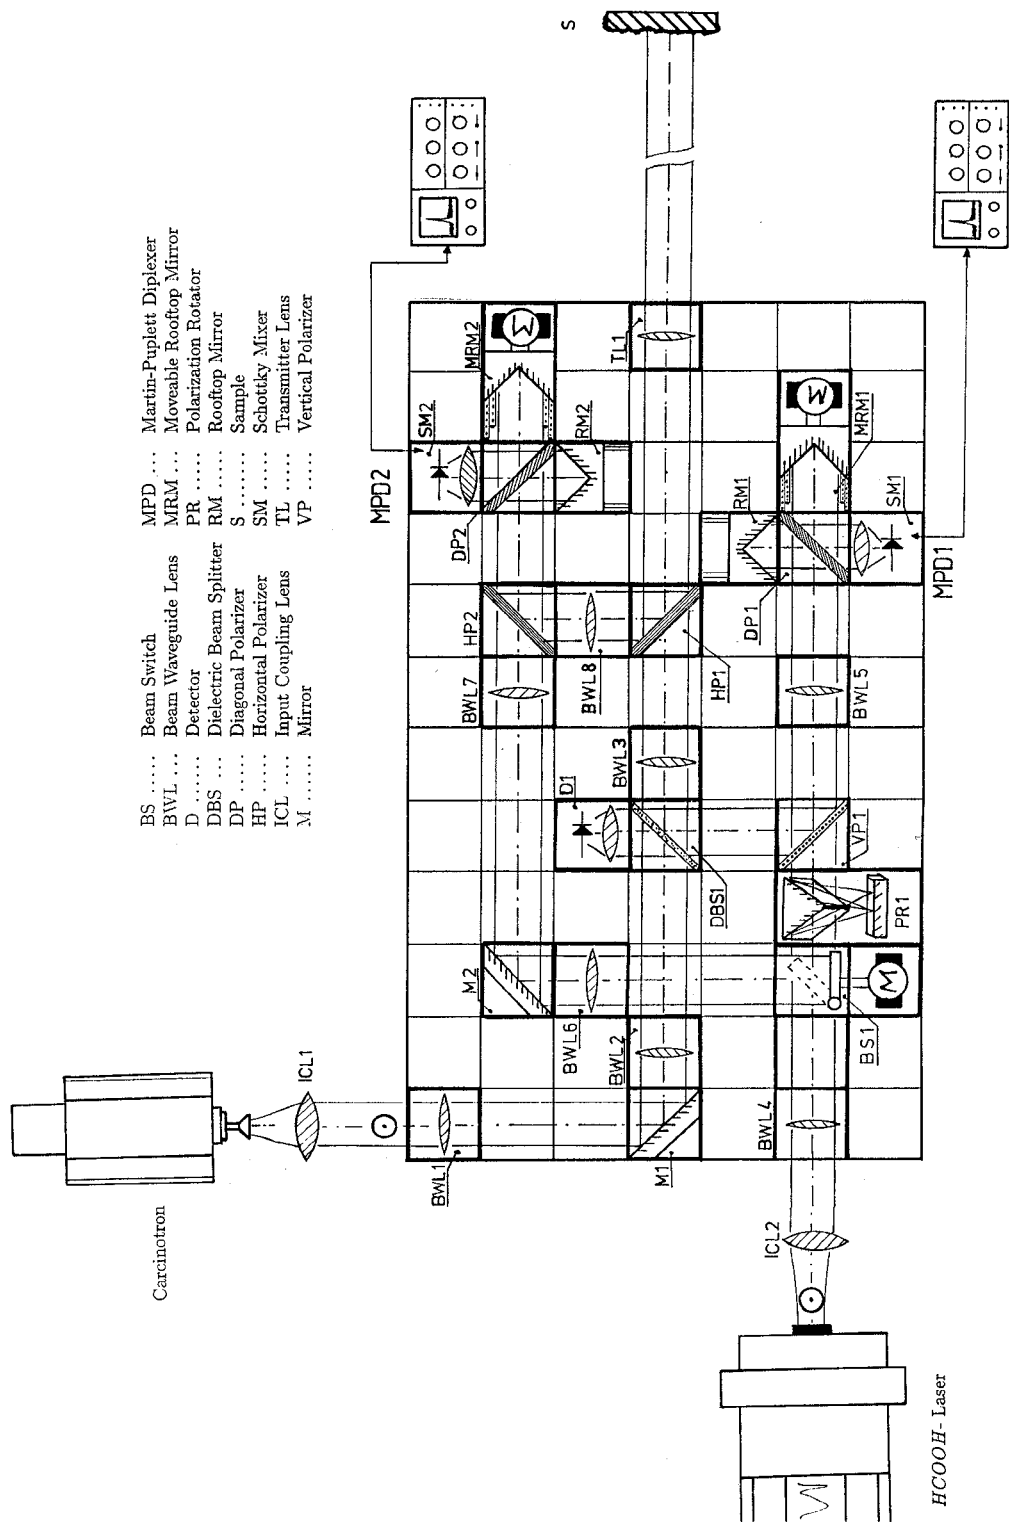 BS ..... Beam Switch
BWL ... Beam Waveguide Lens
D ...... Detector
DBS ... Dielectric Beam Splitter
DP ..... Diagonal Polarizer
HP ..... Horizontal Polarizer
ICL .... Input Coupling Lens
M ...... Mirror
MPD ... Martin-Puplett Diplexer
MRM ... Moveable Rooftop Mirror
PR ..... Polarization Rotator
RM ..... Rooftop Mirror
S ....... Sample
SM ..... Schottky Mixer
TL ..... Transmitter Lens
VP ..... Vertical Polarizer
Carcinotron
ICL1
BWL1
M2
BWL7
HP2
DP2
MPD2
SM2
MRM2
M
BWL6
D1
BWL8
RM2
S
M1
BWL2
DBS1
BWL3
HP1
TL1
RM1
ICL2
BWL4
BS1
M
PR1
VP1
BWL5
DP1
MPD1
SM1
MRM1
M
HCOOH- Laser